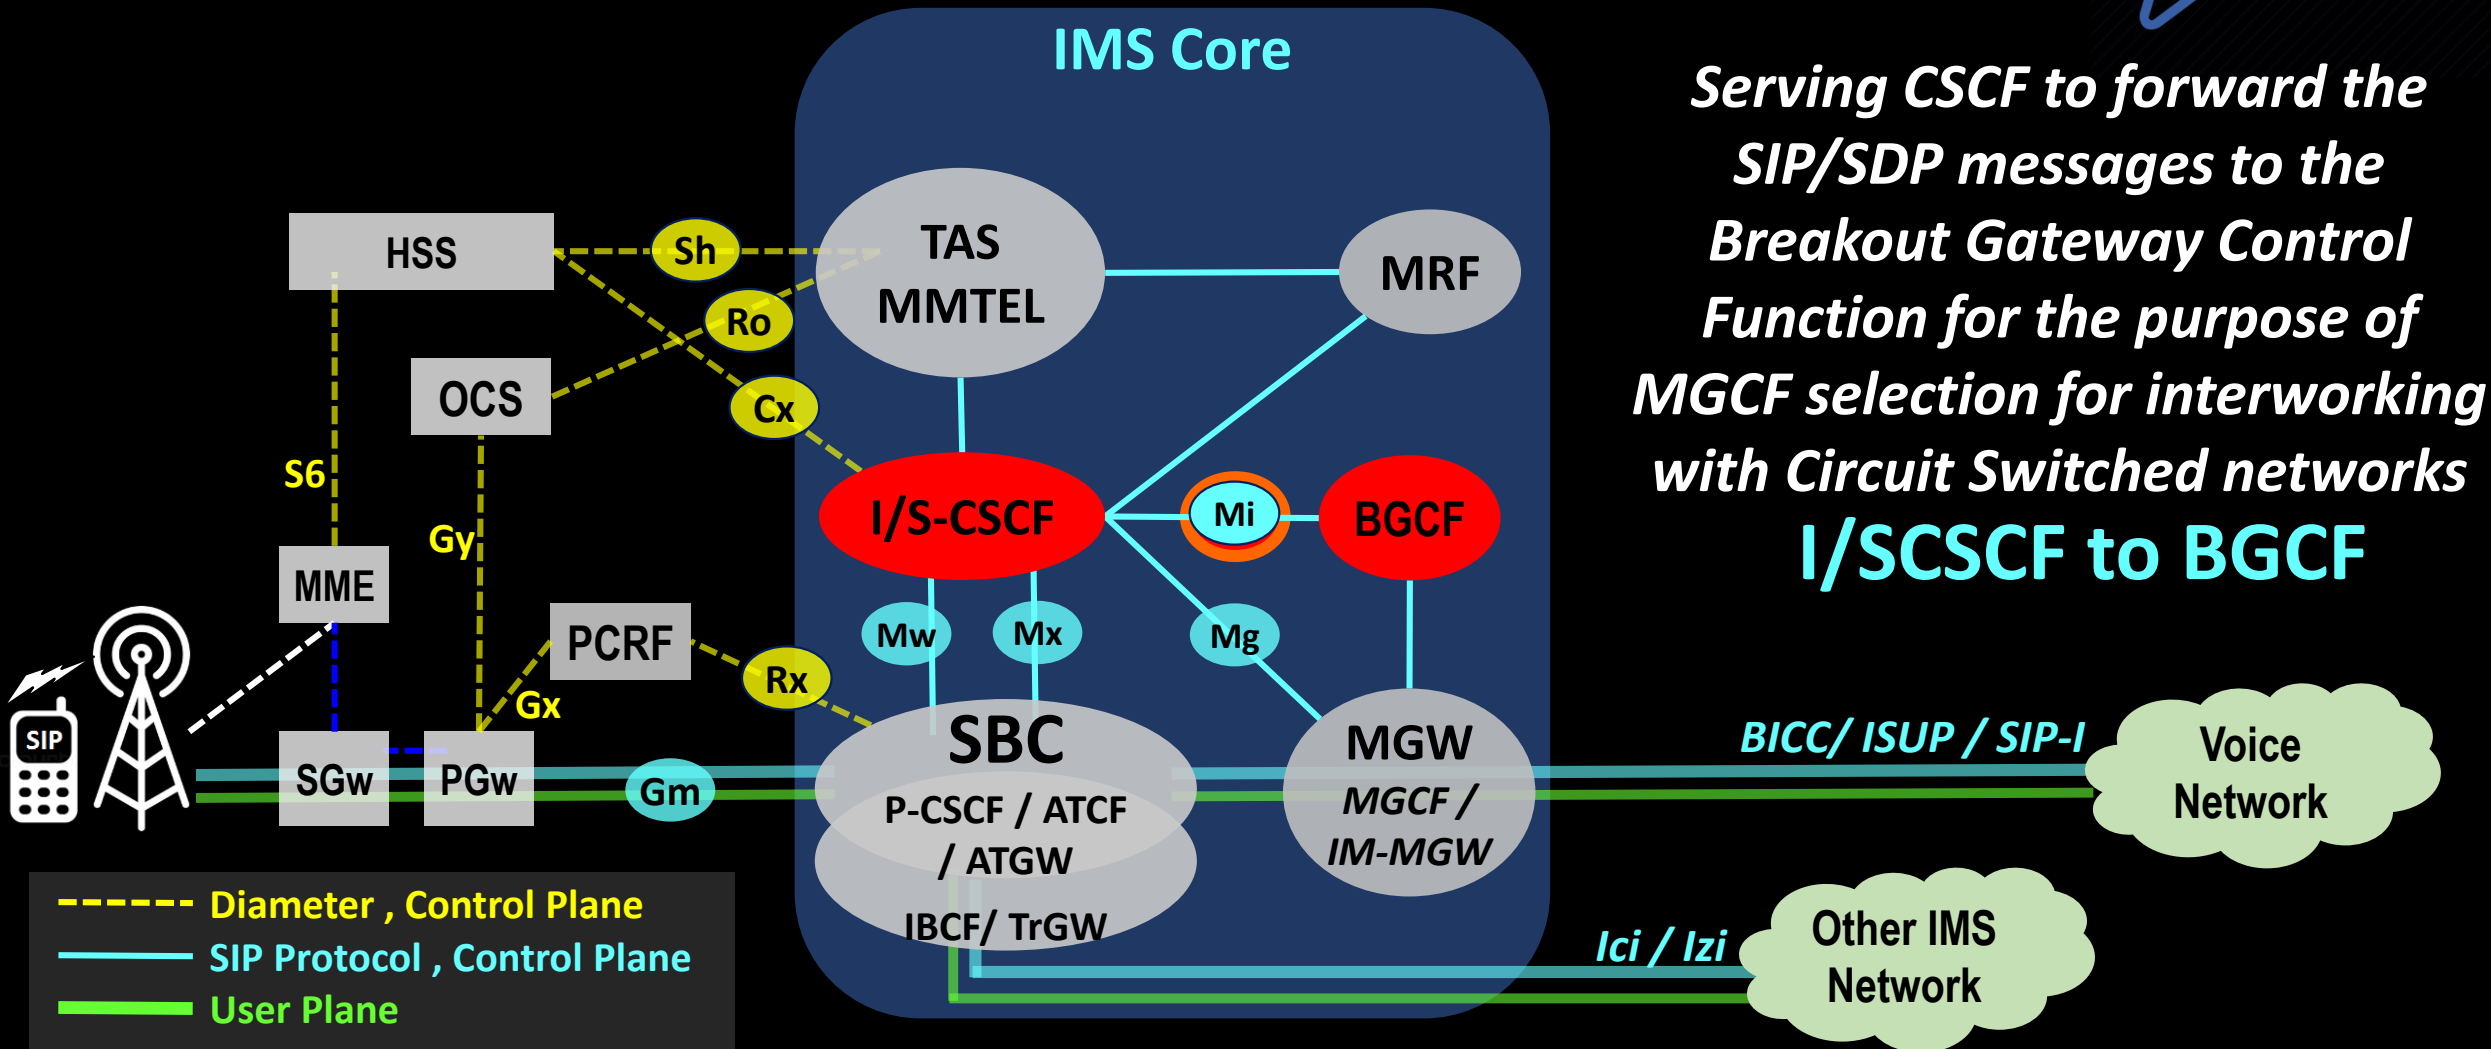 IMS Core
Serving CSCF to forward the
SIP/SDP messages to the
Breakout Gateway Control
Function for the purpose of
MGCF selection for interworking
with Circuit Switched networks
I/SCSCF to BGCF
HSS
Sh
TAS
MMTEL
MRF
Ro
OCS
Cx
S6
Gy
I/S-CSCF
Mi
BGCF
MME
PCRF
Mw
Mx
Mg
Rx
Gx
SIP
SGw
PGw
Gm
SBC
P-CSCF / ATCF
/ ATGW
IBCF/ TrGW
MGW
MGCF /
IM-MGW
BICC/ ISUP / SIP-I
Voice
Network
Ici / Izi
Other IMS
Network
Diameter , Control Plane
SIP Protocol , Control Plane
User Plane